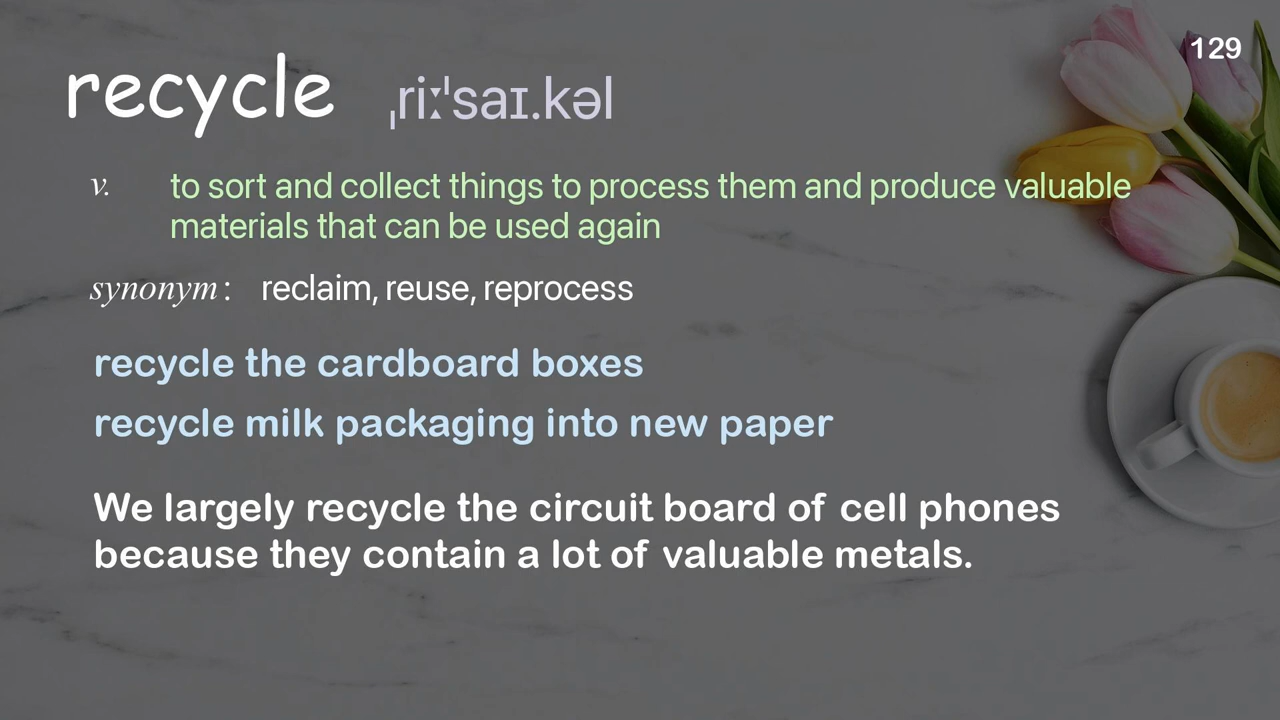 129
recycle ˌriːˈsaɪ.kəl
v. to sort and collect things to process them and produce valuable
materials that can be used again
synonym: reclaim, reuse, reprocess
recycle the cardboard boxes
recycle milk packaging into new paper
We largely recycle the circuit board of cell phones
because they contain a lot of valuable metals.